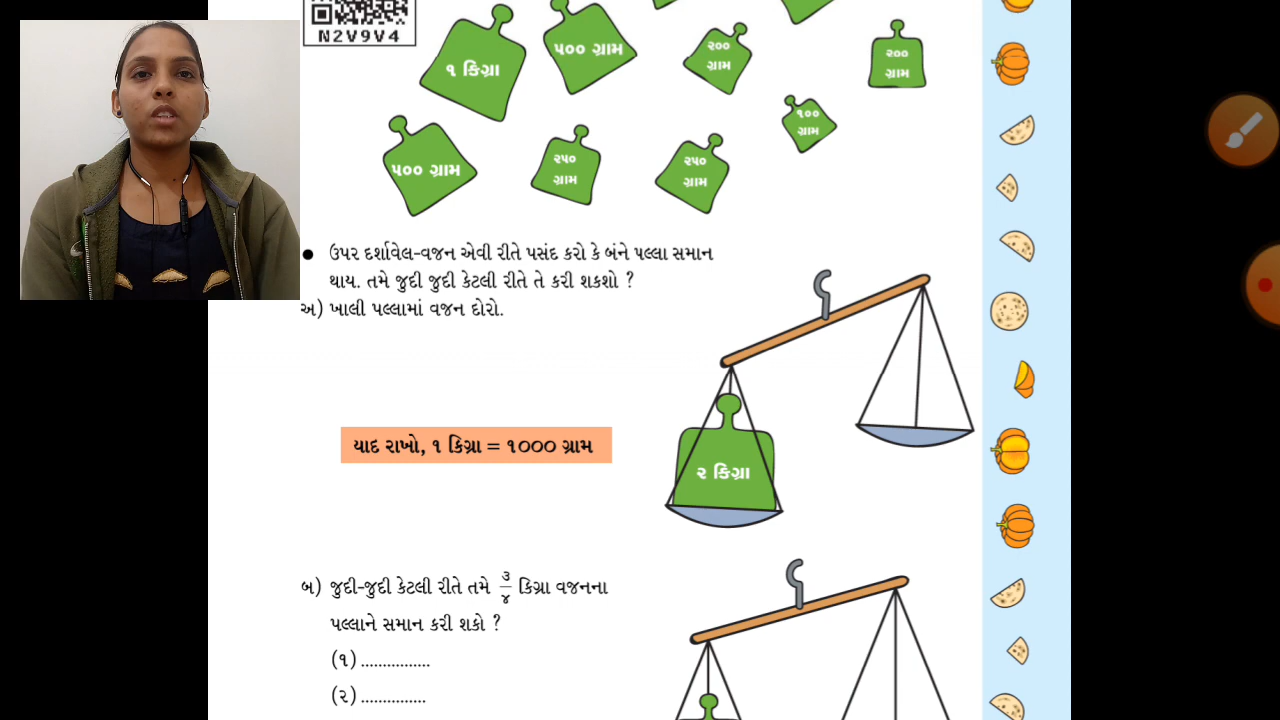 N2V9V4
૧ કિગ્રા
૫૦૦ ગ્રામ
૨૦૦
ગ્રામ
૨૦૦
ગ્રામ
૧૦૦
ગ્રામ
૫૦૦ ગ્રામ
૨૫૦
ગ્રામ
૨૫૦
ગ્રામ
● ઉપર દર્શાવેલ-વજન એવી રીતે પસંદ કરો કે બંને પલ્લા સમાન
થાય. તમે જુદી જુદી કેટલી રીતે તે કરી શકશો ?
અ) ખાલી પલ્લામાં વજન દોરો.
યાદ રાખો, ૧ કિગ્રા = ૧000 ગ્રામ
૨ કિગ્રા
બ) જુદી-જુદી કેટલી રીતે તમે ૩/૪ કિગ્રા વજનના
પલ્લાને સમાન કરી શકો ?
(૧) ................
(૨) ...............